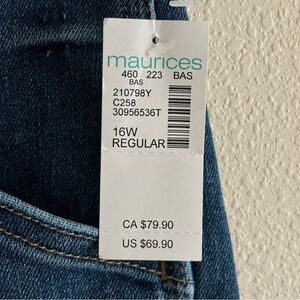 maurices
460 223 BAS
BAS
210798Y
C258
30956536T
16W
REGULAR
CA $79.90
US $69.90